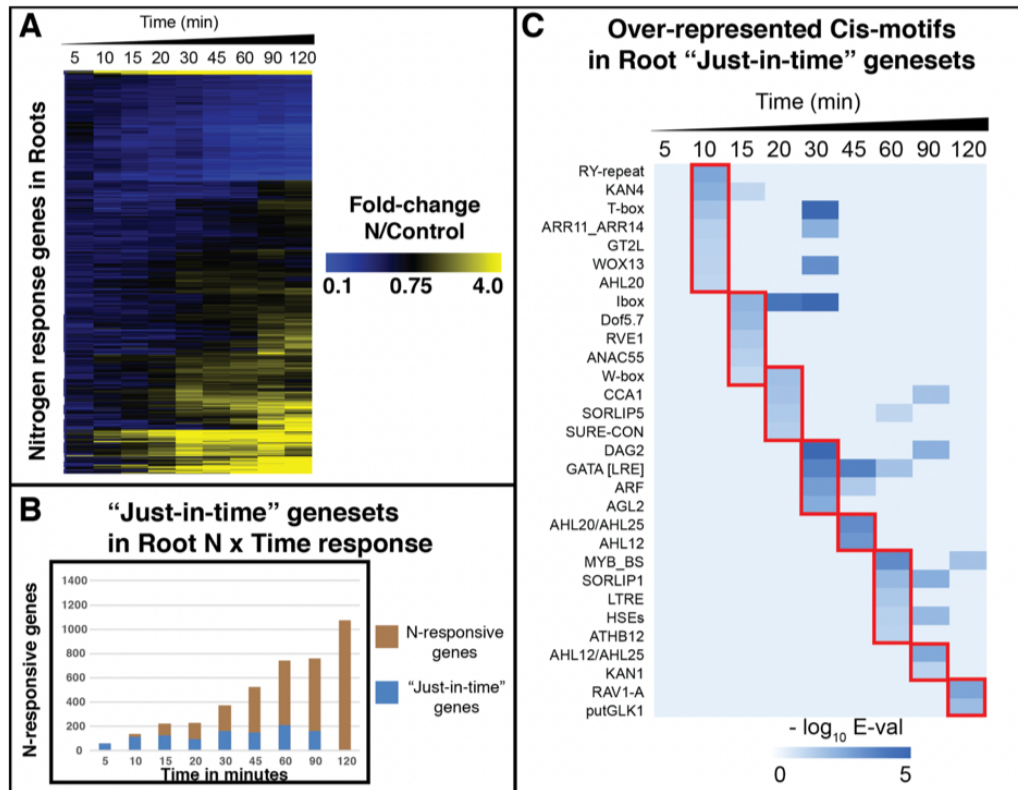 A
Time (min)
5 10 15 20 30 45 60 90 120
Nitrogen response genes in Roots
Fold-change
N/Control
0.1 0.75 4.0
B
“Just-in-time” genesets
in Root N x Time response
N-responsive genes
1400
1200
1000
800
600
400
200
0
5 10 15 20 30 45 60 90 120
Time in minutes
N-responsive
genes
“Just-in-time”
genes
C
Over-represented Cis-motifs
in Root “Just-in-time” genesets
Time (min)
5 10 15 20 30 45 60 90 120
RY-repeat
KAN4
T-box
ARR11_ARR14
GT2L
WOX13
AHL20
Ibox
Dof5.7
RVE1
ANAC55
W-box
CCA1
SORLIP5
SURE-CON
DAG2
GATA [LRE]
ARF
AGL2
AHL20/AHL25
AHL12
MYB_BS
SORLIP1
LTRE
HSEs
ATHB12
AHL12/AHL25
KAN1
RAV1-A
putGLK1
- log10 E-val
0 5